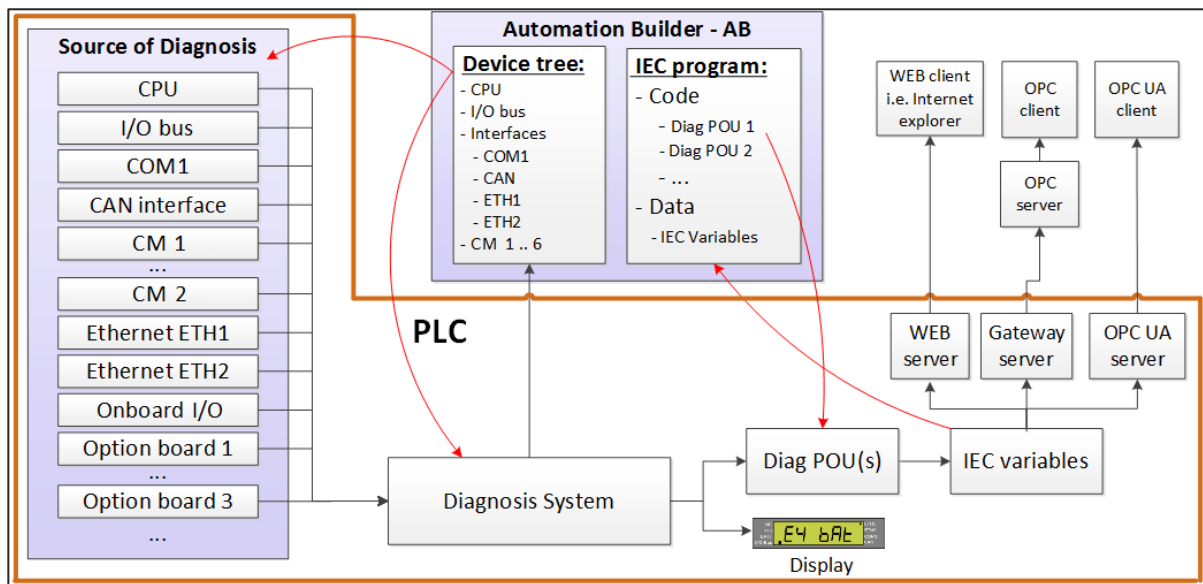 Source of Diagnosis
CPU
I/O bus
COM1
CAN interface
CM 1
...
CM 2
Ethernet ETH1
Ethernet ETH2
Onboard I/O
Option board 1
...
Option board 3
...
Automation Builder - AB
Device tree:
- CPU
- I/O bus
- Interfaces
- COM1
- CAN
- ETH1
- ETH2
- CM 1 .. 6
IEC program:
- Code
- Diag POU 1
- Diag POU 2
- ...
- Data
- IEC Variables
WEB client
i.e. Internet
explorer
OPC
client
OPC UA
client
OPC
server
PLC
WEB
server
Gateway
server
OPC UA
server
Diagnosis System
Diag POU(s)
IEC variables
E4 bAt
Display